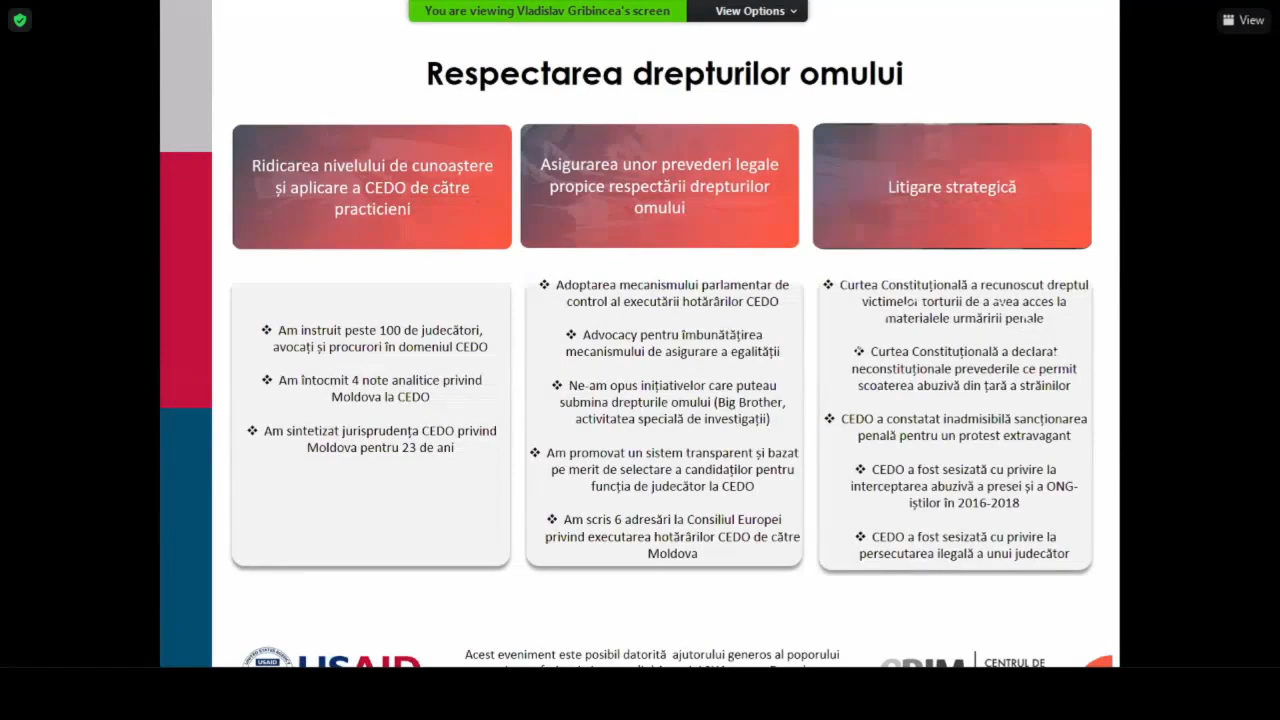 You are viewing Vladislav Gribincea's screen
View Options
View
Respectarea drepturilor omului
Ridicarea nivelului de cunoaștere
și aplicare a CEDO de către
practicieni
❖ Am instruit peste 100 de judecători,
avocați și procurori în domeniul CEDO
❖ Am întocmit 4 note analitice privind
Moldova la CEDO
❖ Am sintetizat jurisprudența CEDO privind
Moldova pentru 23 de ani
Asigurarea unor prevederi legale
propice respectării drepturilor
omului
❖ Adoptarea mecanismului parlamentar de
control al executării hotărârilor CEDO
❖ Advocacy pentru îmbunătățirea
mecanismului de asigurare a egalității
❖ Ne-am opus inițiativelor care puteau
submina drepturile omului (Big Brother,
activitatea specială de investigații)
❖ Am promovat un sistem transparent și bazat
pe merit de selectare a candidaților pentru
funcția de judecător la CEDO
❖ Am scris 6 adresări la Consiliul Europei
privind executarea hotărârilor CEDO de către
Moldova
Litigare strategică
❖ Curtea Constituțională a recunoscut dreptul
victimelor torturii de a avea acces la
materialele urmăririi penale
❖ Curtea Constituțională a declarat
neconstituționale prevederile ce permit
scoaterea abuzivă din țară a străinilor
❖ CEDO a constatat inadmisibilă sancționarea
penală pentru un protest extravagant
❖ CEDO a fost sesizată cu privire la
interceptarea abuzivă a presei și a ONG-
iștilor în 2016-2018
❖ CEDO a fost sesizată cu privire la
persecutarea ilegală a unui judecător
USAID
USAID
Acest eveniment este posibil datorită ajutorului generos al poporului
CENTRUL DE